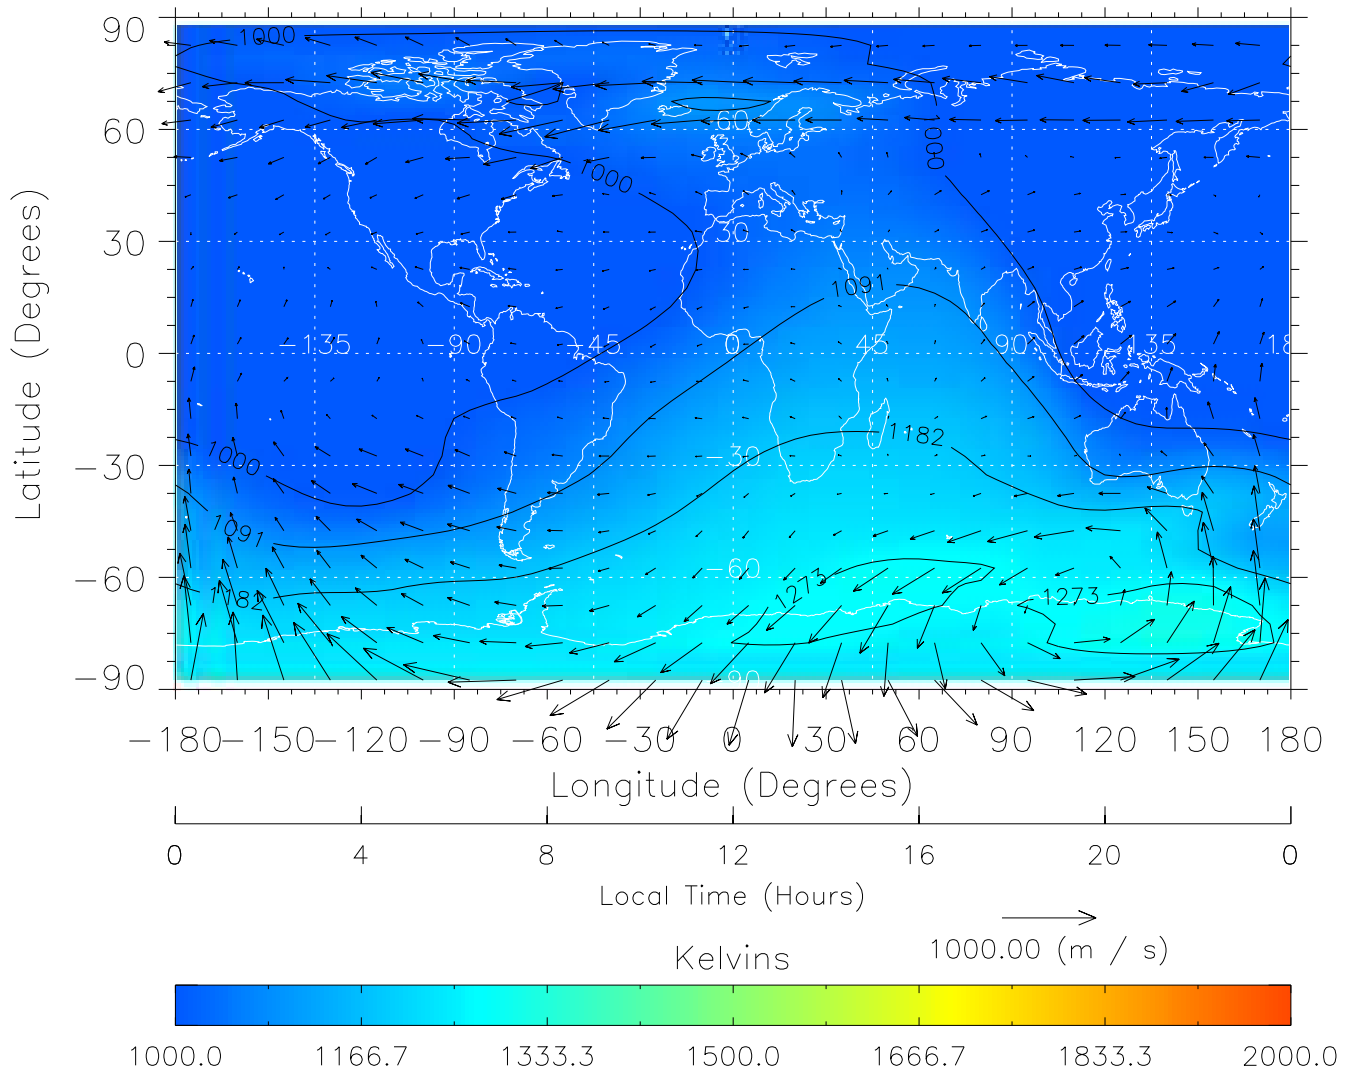 90
60
30
0
−30
−60
−90
Latitude (Degrees)
1000
1000
1000
1091
1182
1000
1091
1182
1273
1273
60
30
−135 −90 −45 0 45 90 135 18
−30
−60
−90
−180 −150 −120 −90 −60 −30 0 30 60 90 120 150 180
Longitude (Degrees)
0 4 8 12 16 20 0
Local Time (Hours)
1000.00 (m / s)
Kelvins
1000.0 1166.7 1333.3 1500.0 1666.7 1833.3 2000.0